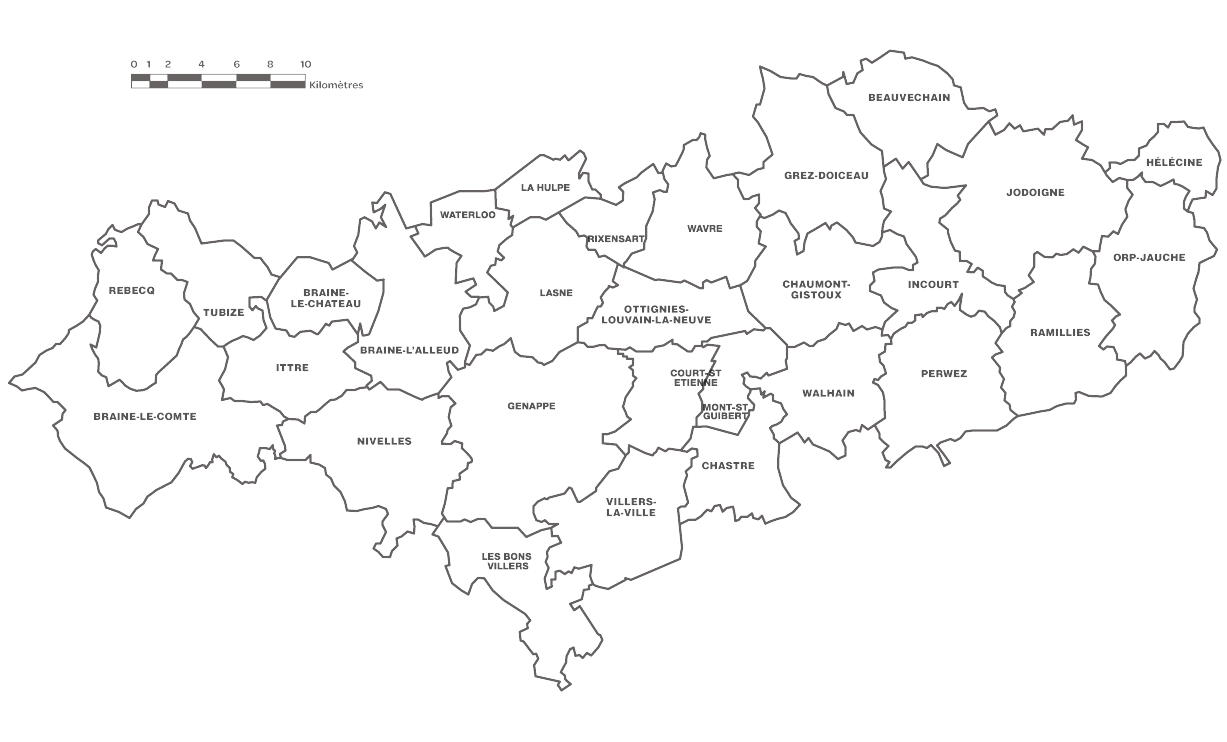 0 1 2 4 6 8 10
Kilomètres
BEAUVECHAIN
HÉLÉCINE
GREZ-DOICEAU
LA HULPE
JODOIGNE
WATERLOO
WAVRE
RIXENSART
ORP-JAUCHE
REBECQ
BRAINE-
LE-CHATEAU
LASNE
CHAUMONT-
GISTOUX
INCOURT
TUBIZE
OTTIGNIES-
LOUVAIN-LA-NEUVE
RAMILLIES
BRAINE-L'ALLEUD
ITTRE
COURT-ST
ETIENNE
PERWEZ
WALHAIN
GENAPPE
MONT-ST
GUIBERT
BRAINE-LE-COMTE
NIVELLES
CHASTRE
VILLERS-
LA-VILLE
LES BONS
VILLERS